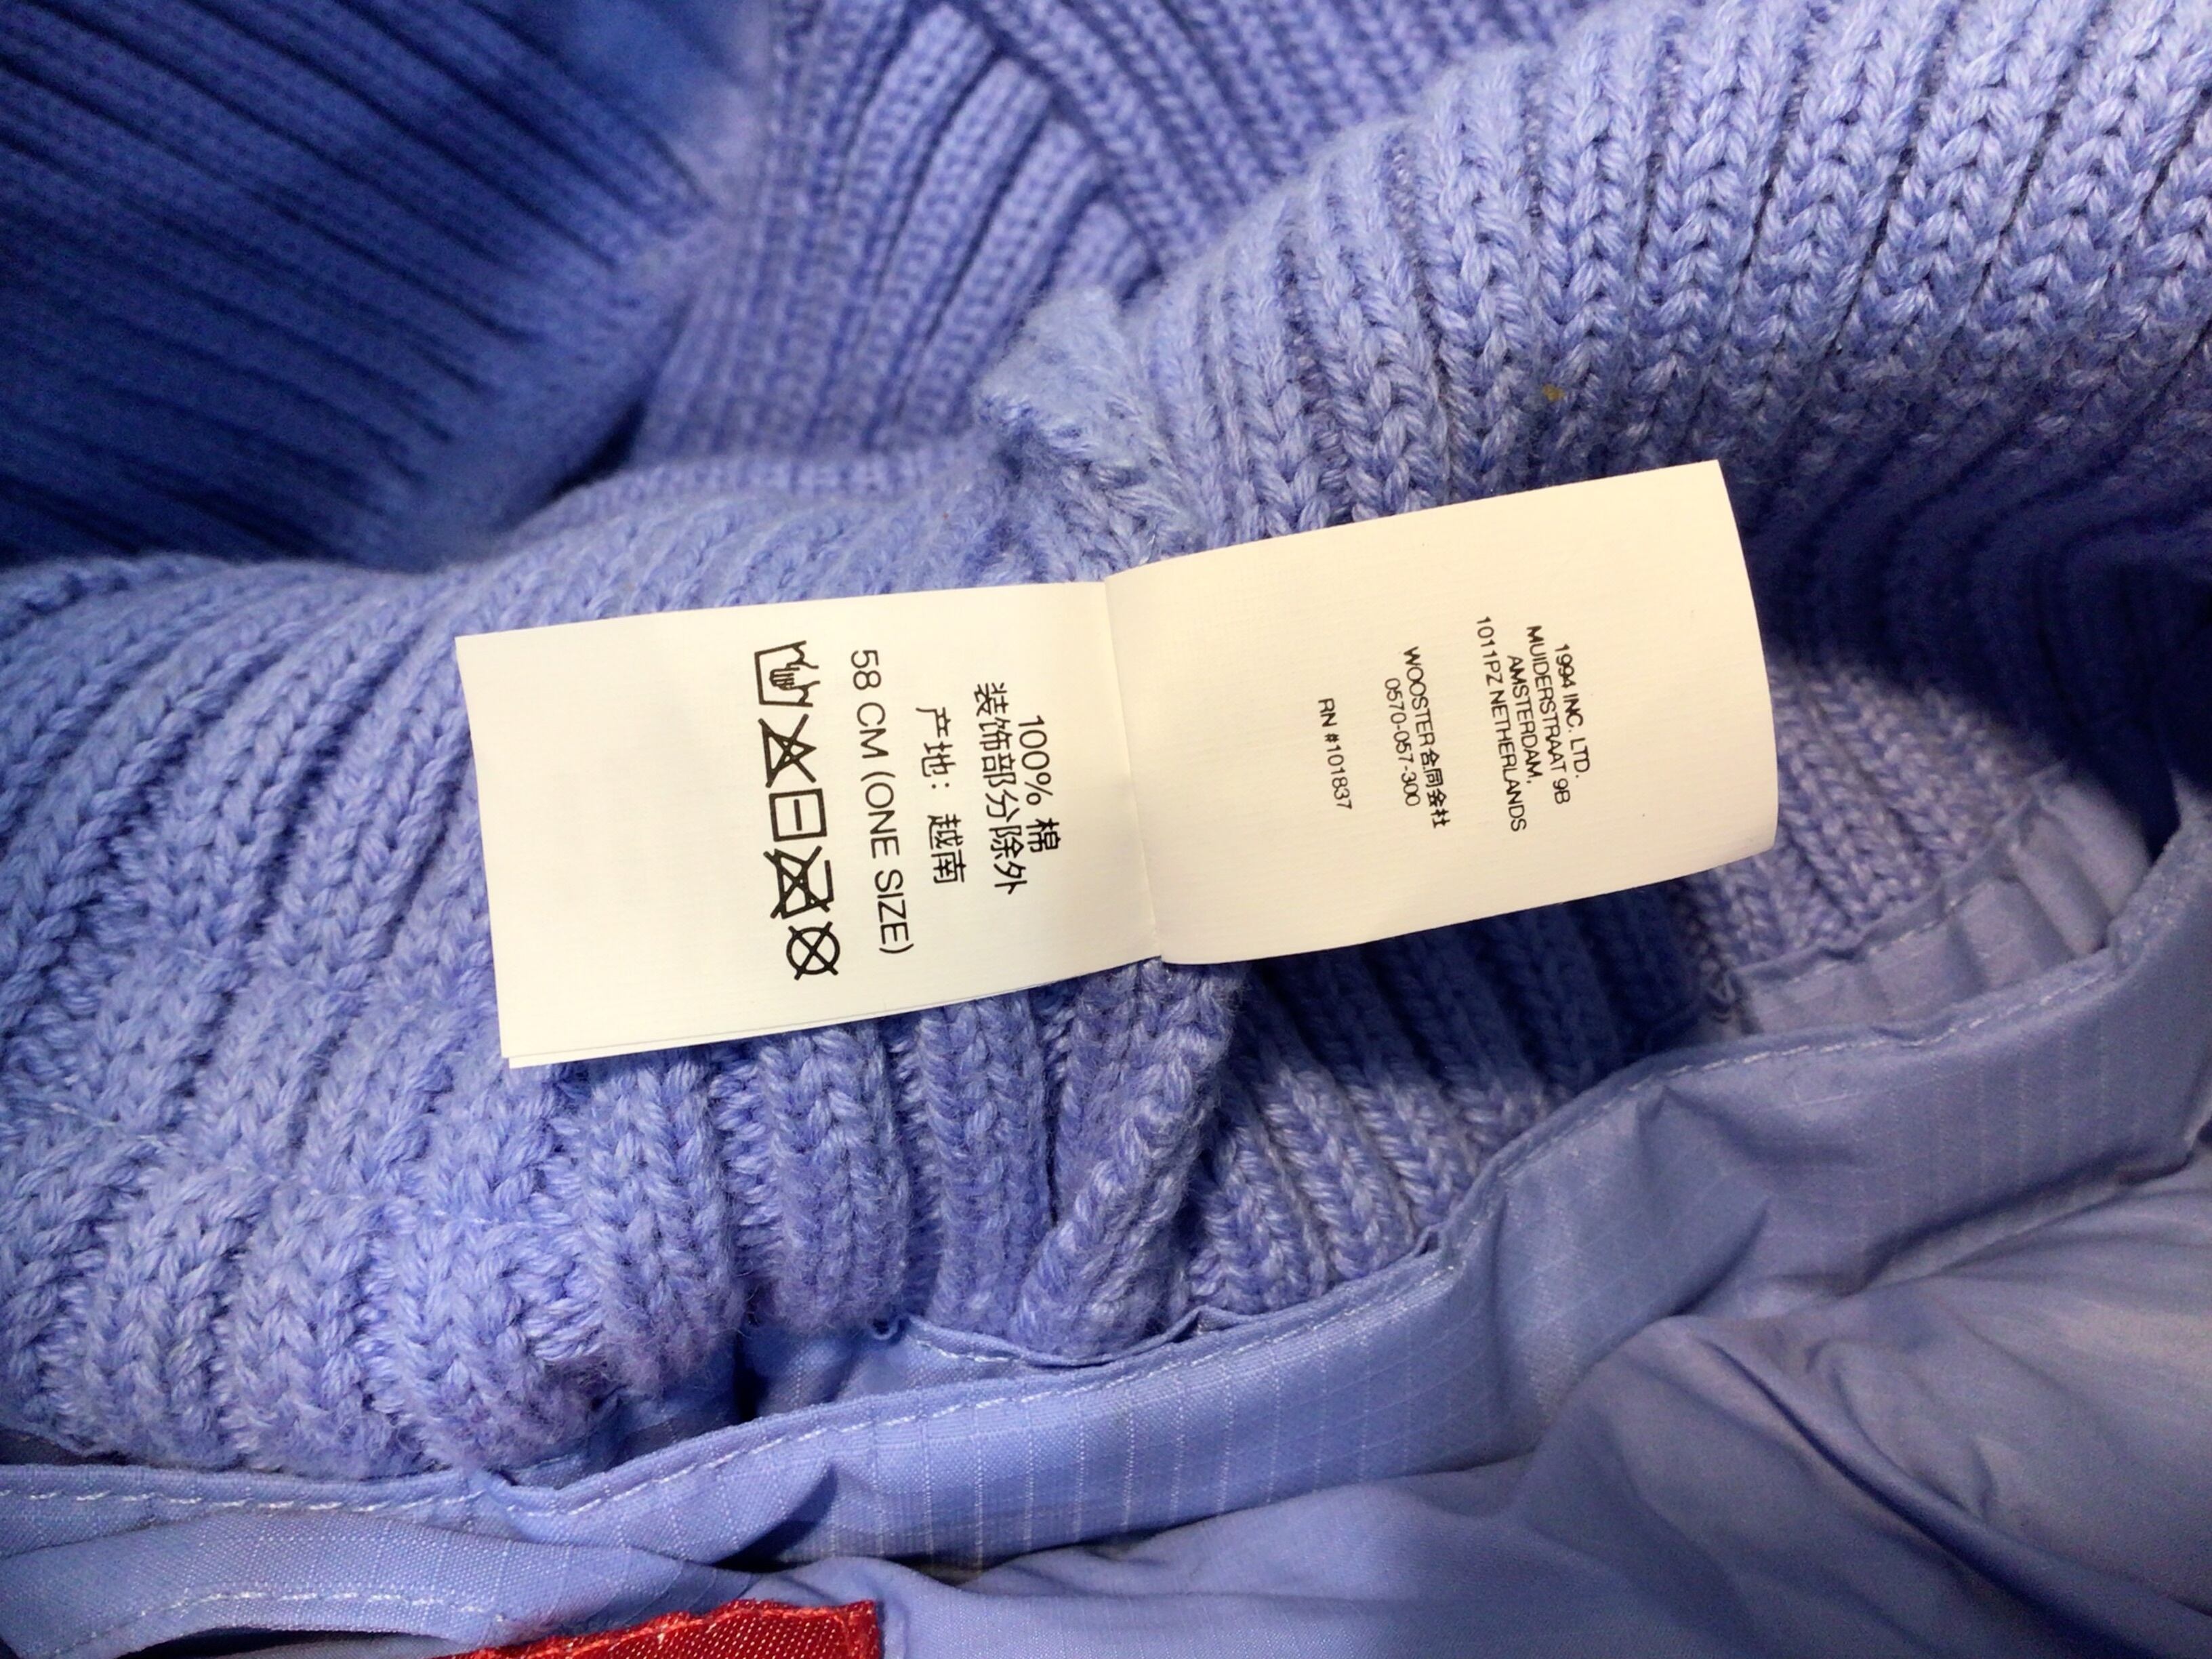 1994 INC. LTD.
MUIDERSTRAAT 9B
AMSTERDAM,
1011PZ NETHERLANDS
WOOSTER合同会社
0570-057-300
RN #101837
100% 棉
装饰部分除外
产地：越南
58 CM (ONE SIZE)